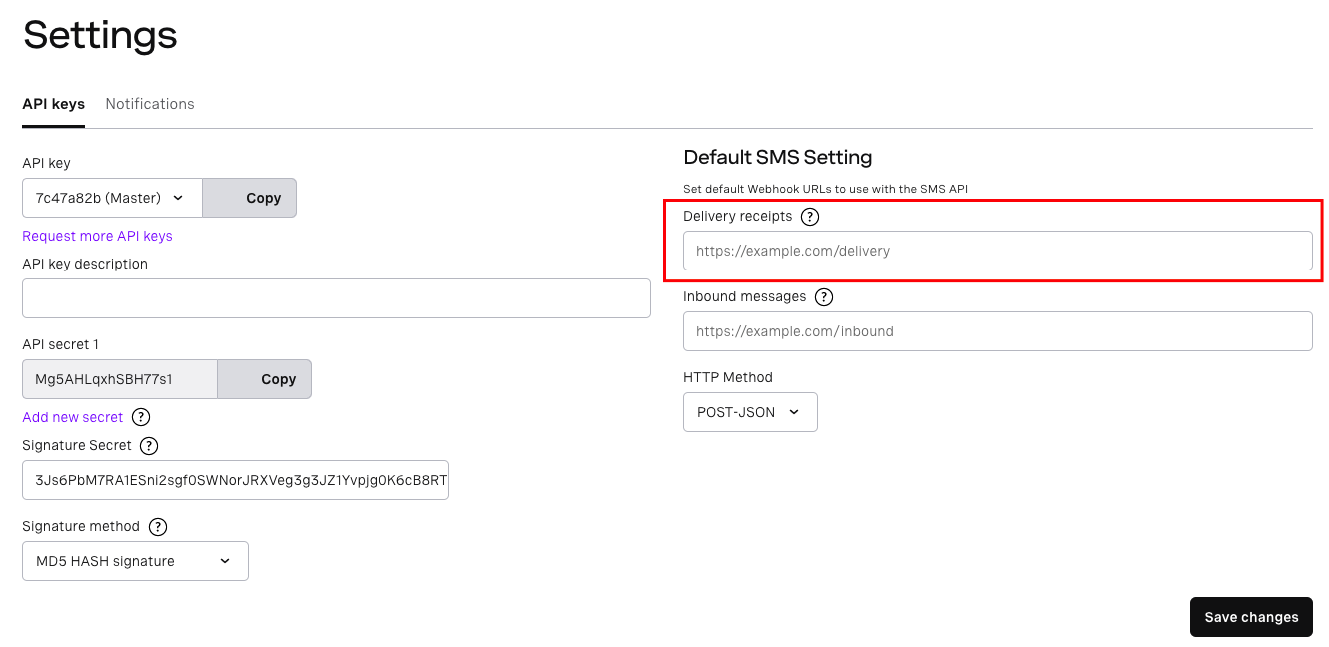 Settings
API keys Notifications
API key
7c47a82b (Master) Copy
Request more API keys
API key description
API secret 1
Mg5AHLqxhSBH77s1 Copy
Add new secret ?
Signature Secret ?
3Js6PbM7RA1ESni2sgf0SWNorJRXVeg3g3JZ1Yvpjg0K6cB8RT
Signature method ?
MD5 HASH signature
Default SMS Setting
Set default Webhook URLs to use with the SMS API
Delivery receipts ?
https://example.com/delivery
Inbound messages ?
https://example.com/inbound
HTTP Method
POST-JSON
Save changes